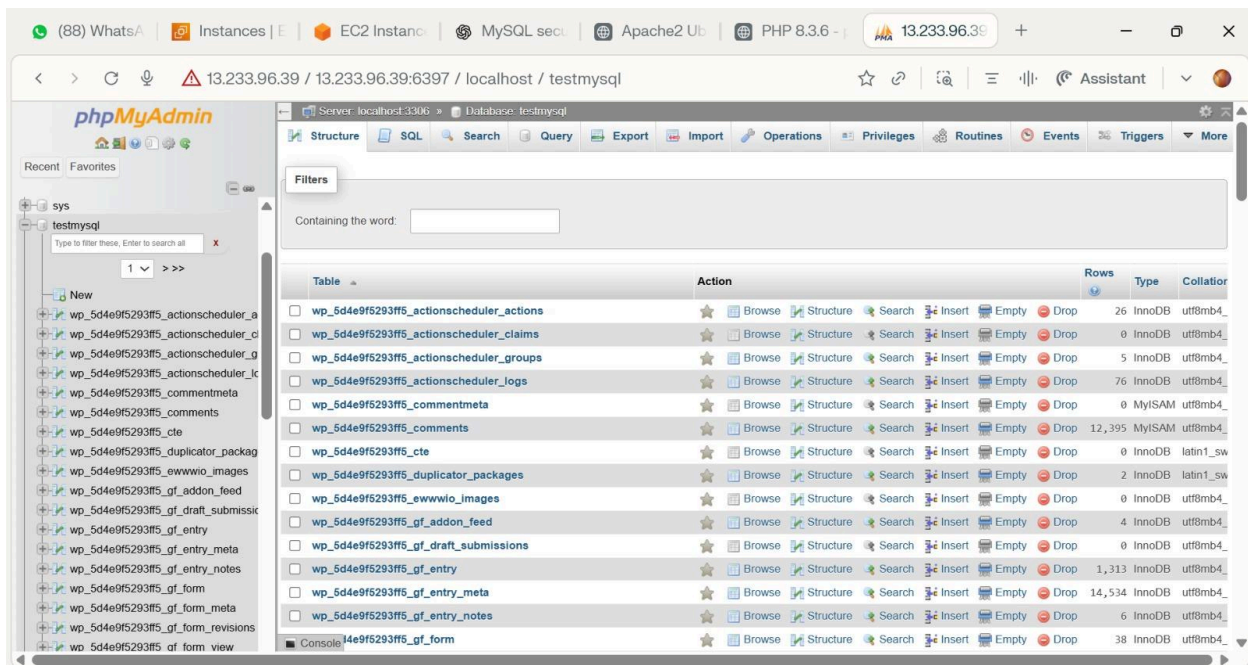 (88) WhatsA
Instances | E
EC2 Instanc
MySQL secu
Apache2 Ub
PHP 8.3.6 - p
PMA 13.233.96.39
13.233.96.39 / 13.233.96.39:6397 / localhost / testmysql
Assistant
phpMyAdmin
Recent Favorites
sys
testmysql
Type to filter these, Enter to search all X
1 > >>
New
wp_5d4e9f5293ff5_actionscheduler_a
wp_5d4e9f5293ff5_actionscheduler_cl
wp_5d4e9f5293ff5_actionscheduler_g
wp_5d4e9f5293ff5_actionscheduler_lc
wp_5d4e9f5293ff5_commentmeta
wp_5d4e9f5293ff5_comments
wp_5d4e9f5293ff5_cte
wp_5d4e9f5293ff5_duplicator_packag
wp_5d4e9f5293ff5_ewwwio_images
wp_5d4e9f5293ff5_gf_addon_feed
wp_5d4e9f5293ff5_gf_draft_submissic
wp_5d4e9f5293ff5_gf_entry
wp_5d4e9f5293ff5_gf_entry_meta
wp_5d4e9f5293ff5_gf_entry_notes
wp_5d4e9f5293ff5_gf_form
wp_5d4e9f5293ff5_gf_form_meta
wp_5d4e9f5293ff5_gf_form_revisions
wp_5d4e9f5293ff5_gf_form_view
Server: localhost:3306 » Database: testmysql
Structure SQL Search Query Export Import Operations Privileges Routines Events Triggers More
Filters
Containing the word:
Table Action Rows Type Collation
wp_5d4e9f5293ff5_actionscheduler_actions Browse Structure Search Insert Empty Drop 26 InnoDB utf8mb4_
wp_5d4e9f5293ff5_actionscheduler_claims Browse Structure Search Insert Empty Drop 0 InnoDB utf8mb4_
wp_5d4e9f5293ff5_actionscheduler_groups Browse Structure Search Insert Empty Drop 5 InnoDB utf8mb4_
wp_5d4e9f5293ff5_actionscheduler_logs Browse Structure Search Insert Empty Drop 76 InnoDB utf8mb4_
wp_5d4e9f5293ff5_commentmeta Browse Structure Search Insert Empty Drop 0 MyISAM utf8mb4_
wp_5d4e9f5293ff5_comments Browse Structure Search Insert Empty Drop 12,395 MyISAM utf8mb4_
wp_5d4e9f5293ff5_cte Browse Structure Search Insert Empty Drop 0 InnoDB latin1_sw
wp_5d4e9f5293ff5_duplicator_packages Browse Structure Search Insert Empty Drop 2 InnoDB latin1_sw
wp_5d4e9f5293ff5_ewwwio_images Browse Structure Search Insert Empty Drop 0 InnoDB utf8mb4_
wp_5d4e9f5293ff5_gf_addon_feed Browse Structure Search Insert Empty Drop 4 InnoDB utf8mb4_
wp_5d4e9f5293ff5_gf_draft_submissions Browse Structure Search Insert Empty Drop 0 InnoDB utf8mb4_
wp_5d4e9f5293ff5_gf_entry Browse Structure Search Insert Empty Drop 1,313 InnoDB utf8mb4_
wp_5d4e9f5293ff5_gf_entry_meta Browse Structure Search Insert Empty Drop 14,534 InnoDB utf8mb4_
wp_5d4e9f5293ff5_gf_entry_notes Browse Structure Search Insert Empty Drop 6 InnoDB utf8mb4_
Console l4e9f5293ff5_gf_form Browse Structure Search Insert Empty Drop 38 InnoDB utf8mb4_